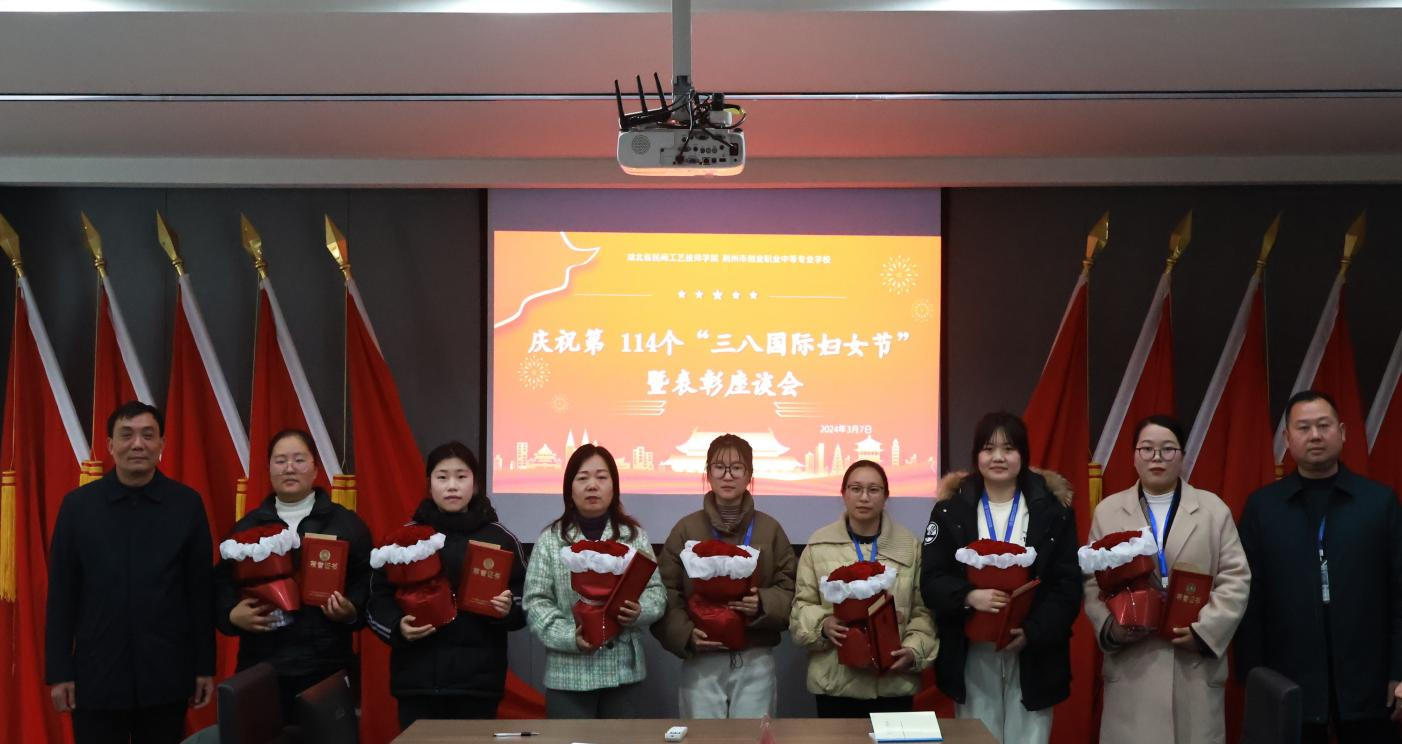 湖北省民间工艺技师学院 荆州市创业职业中等专业学校
庆祝第 114个“三八国际妇女节”
暨表彰座谈会
2024年3月7日
荣誉证书
荣誉证书
荣誉证书